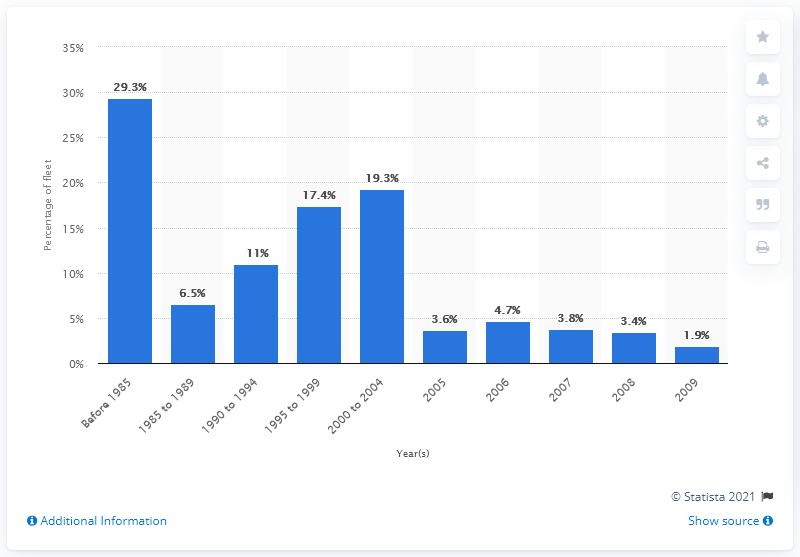 35%
30%
25%
20%
15%
10%
5%
0%
Percentage of fleet
29.3%
6.5%
11%
17.4%
19.3%
3.6%
4.7%
3.8%
3.4%
1.9%
Before 1985
1985 to 1989
1990 to 1994
1995 to 1999
2000 to 2004
2005
2006
2007
2008
2009
Year(s)
© Statista 2021
Additional Information
Show source